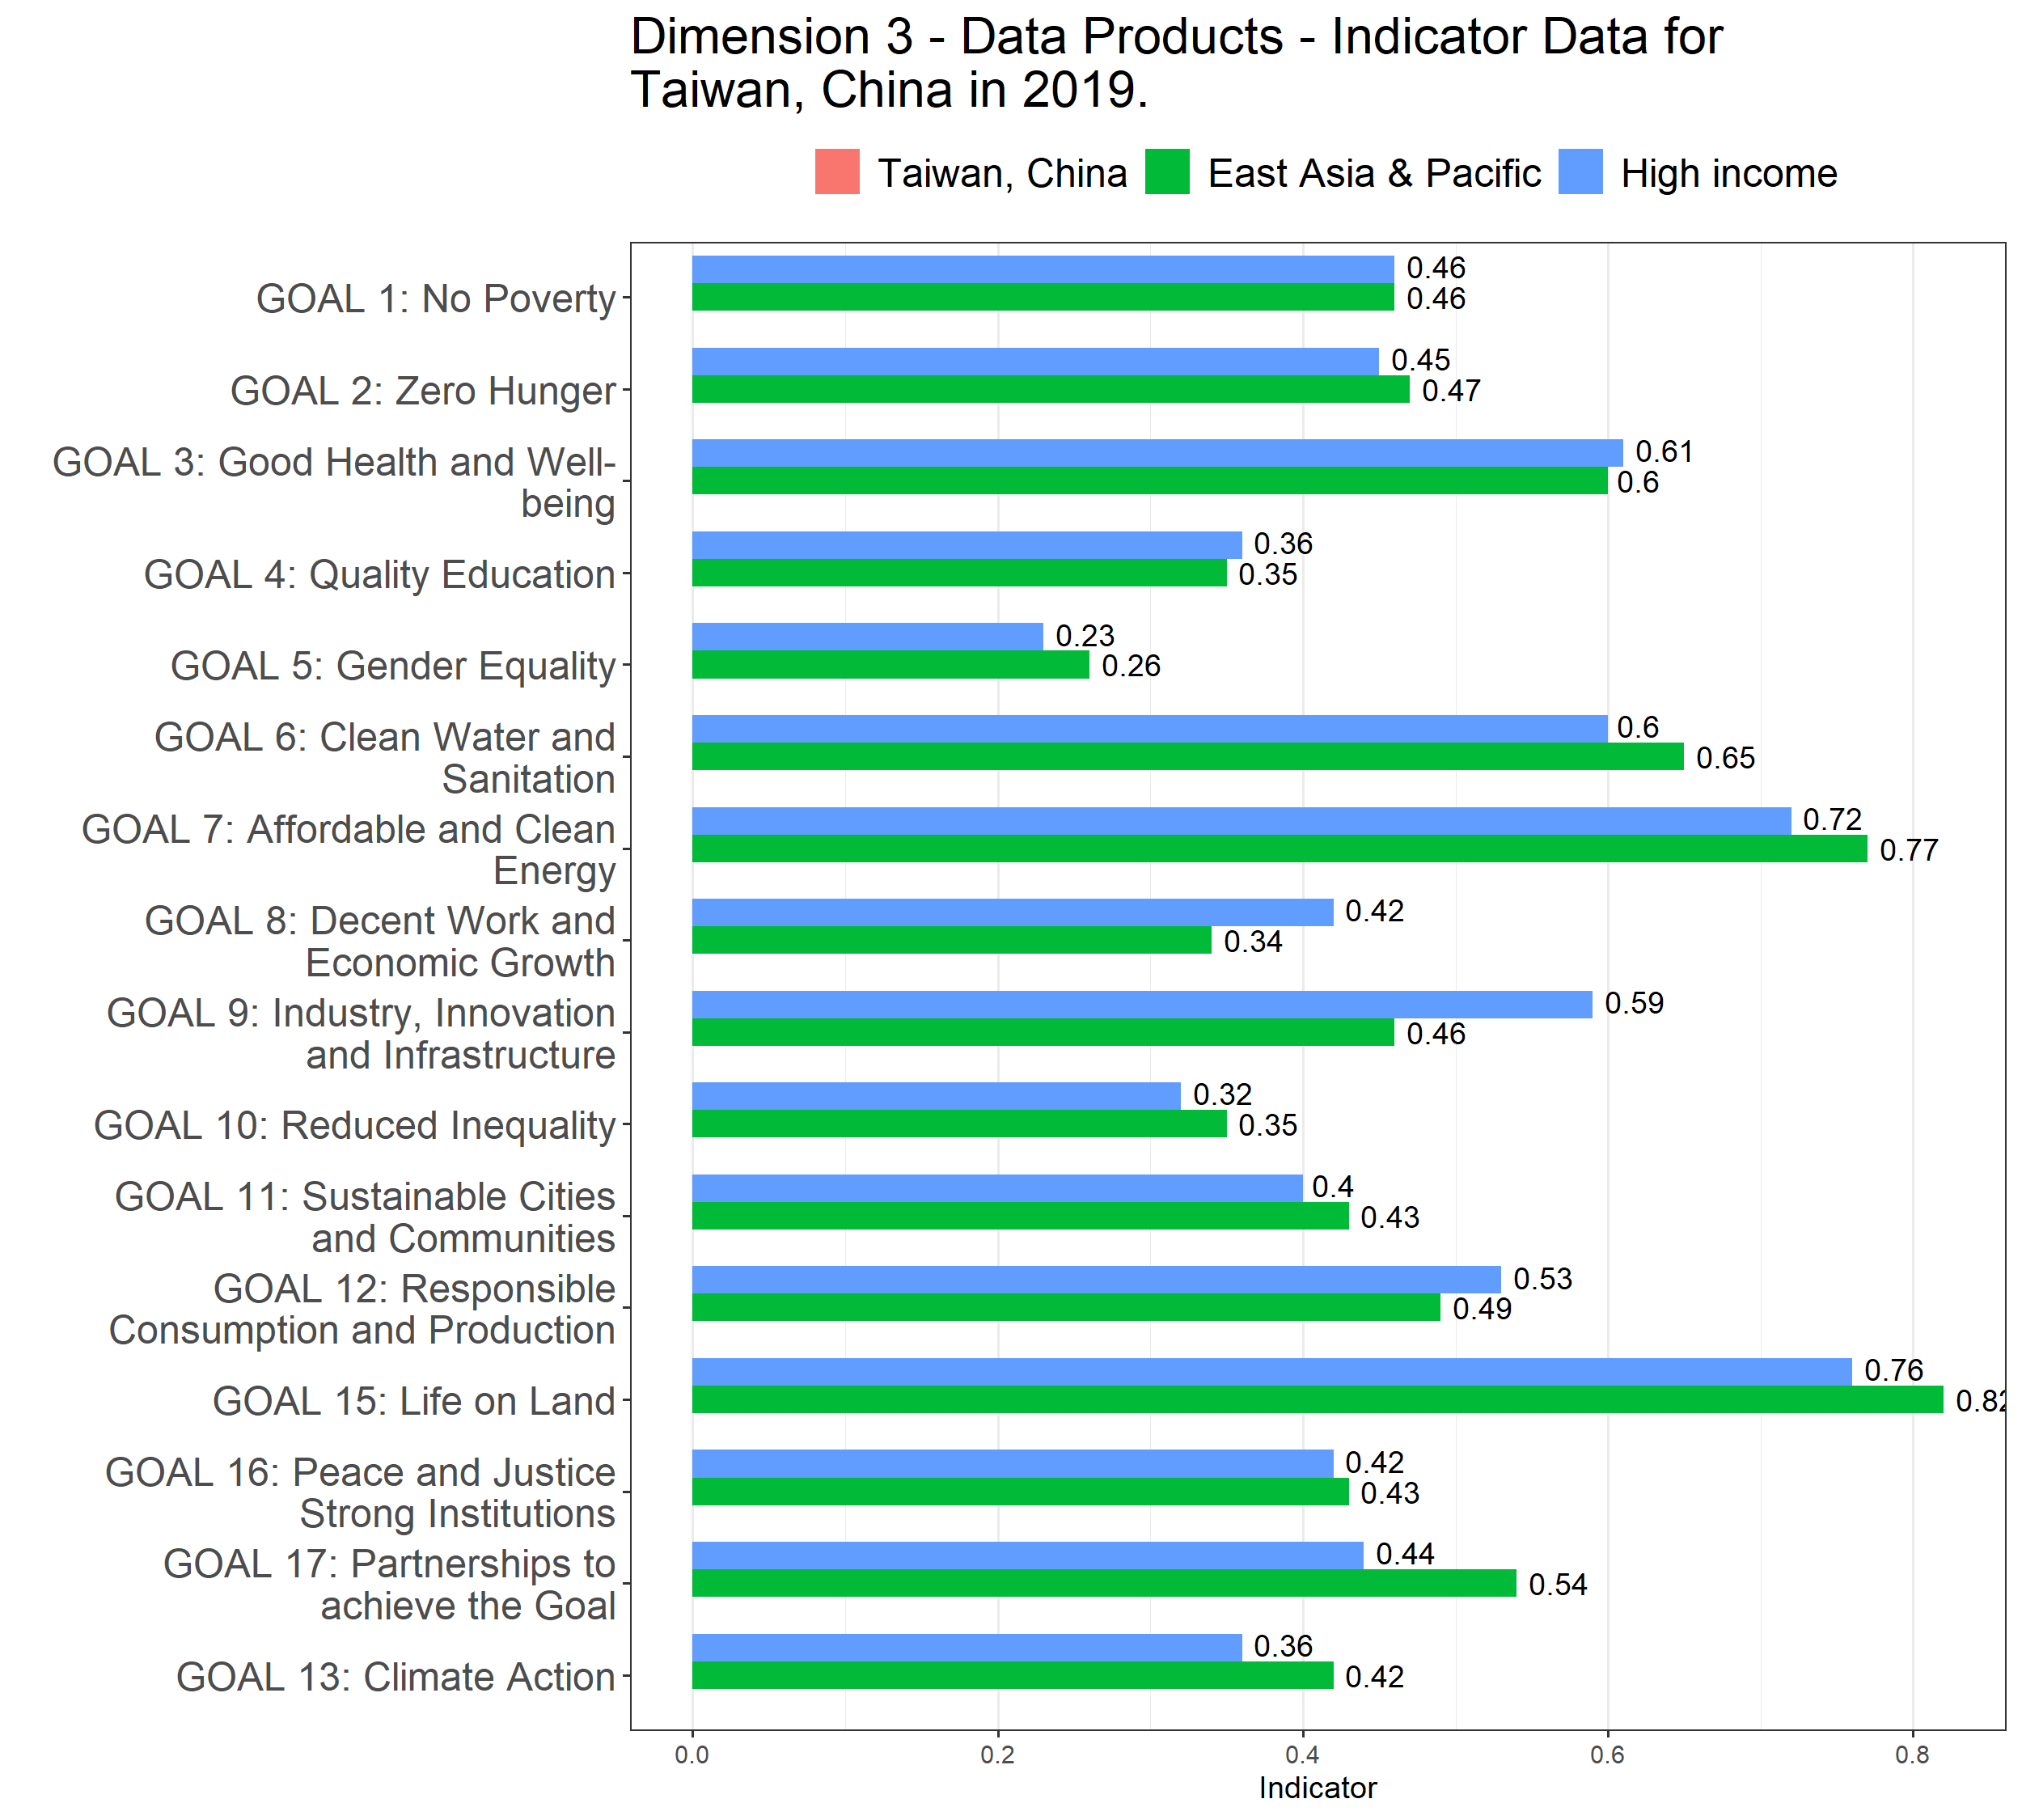 Dimension 3 - Data Products - Indicator Data for
Taiwan, China in 2019.
Taiwan, China East Asia & Pacific High income
GOAL 1: No Poverty
0.46
0.46
GOAL 2: Zero Hunger
0.45
0.47
GOAL 3: Good Health and Well-
being
0.61
0.6
GOAL 4: Quality Education
0.36
0.35
GOAL 5: Gender Equality
0.23
0.26
GOAL 6: Clean Water and
Sanitation
0.6
0.65
GOAL 7: Affordable and Clean
Energy
0.72
0.77
GOAL 8: Decent Work and
Economic Growth
0.42
0.34
GOAL 9: Industry, Innovation
and Infrastructure
0.59
0.46
GOAL 10: Reduced Inequality
0.32
0.35
GOAL 11: Sustainable Cities
and Communities
0.4
0.43
GOAL 12: Responsible
Consumption and Production
0.53
0.49
GOAL 15: Life on Land
0.76
0.82
GOAL 16: Peace and Justice
Strong Institutions
0.42
0.43
GOAL 17: Partnerships to
achieve the Goal
0.44
0.54
GOAL 13: Climate Action
0.36
0.42
0.0 0.2 0.4 0.6 0.8
Indicator